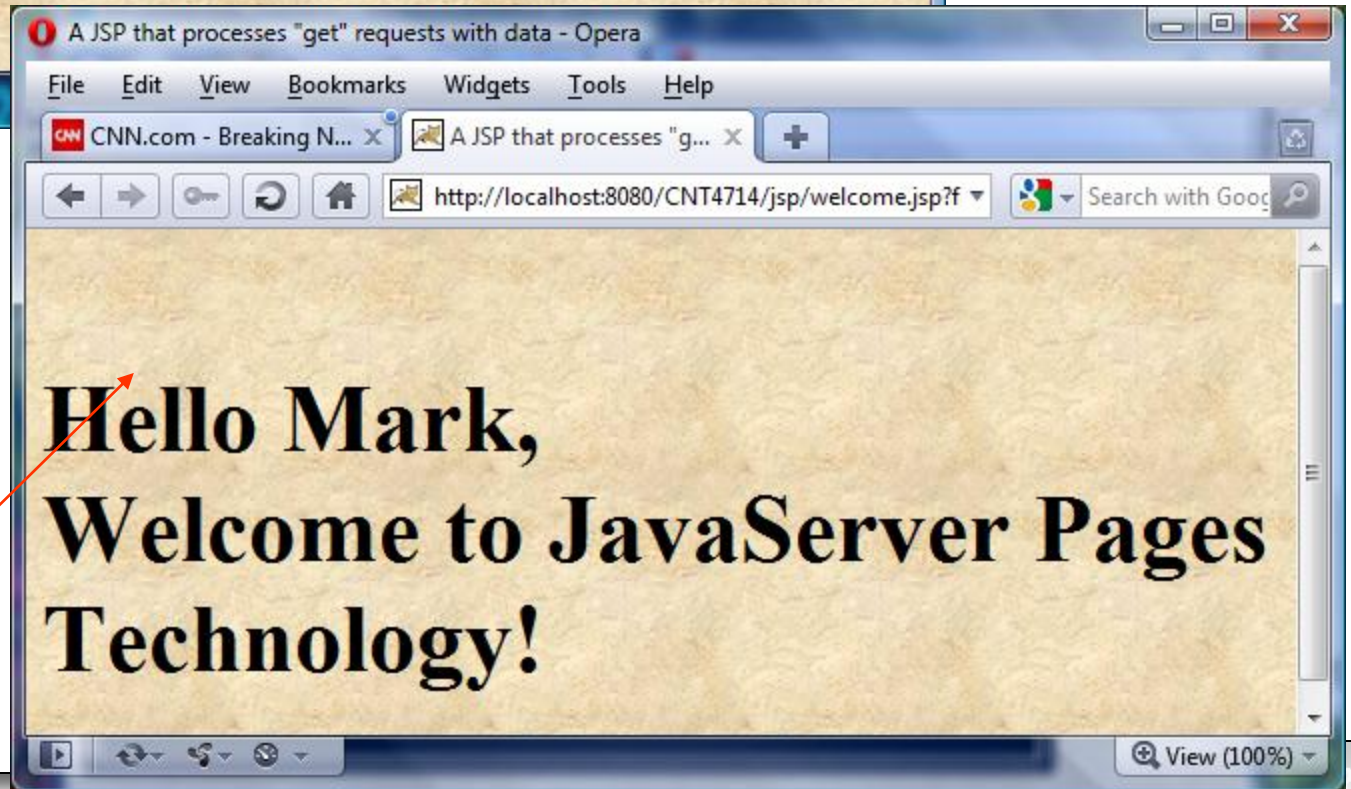 A JSP that processes "get" requests with data - Opera
File Edit View Bookmarks Widgets Tools Help
CNN CNN.com - Breaking N... A JSP that processes "g...
http://localhost:8080/CNT4714/jsp/welcome.jsp?f Search with Goog
Hello Mark,
Welcome to JavaServer Pages
Technology!
View (100%)